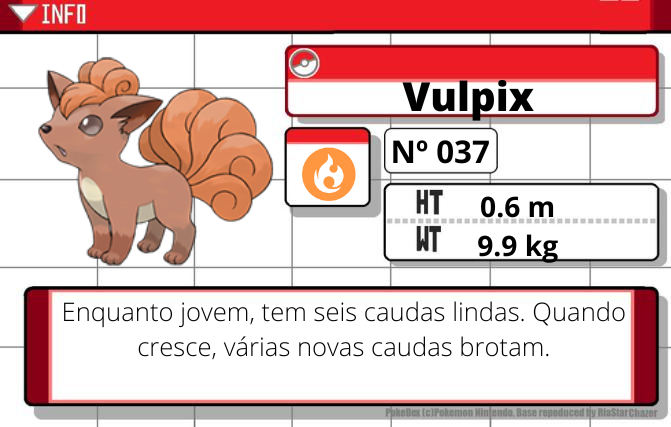 INFO
Vulpix
Nº 037
HT 0.6 m
WT 9.9 kg
Enquanto jovem, tem seis caudas lindas. Quando
cresce, várias novas caudas brotam.
PokeDex (c)Pokemon Nintendo. Base repoduced by RiaStarChazer